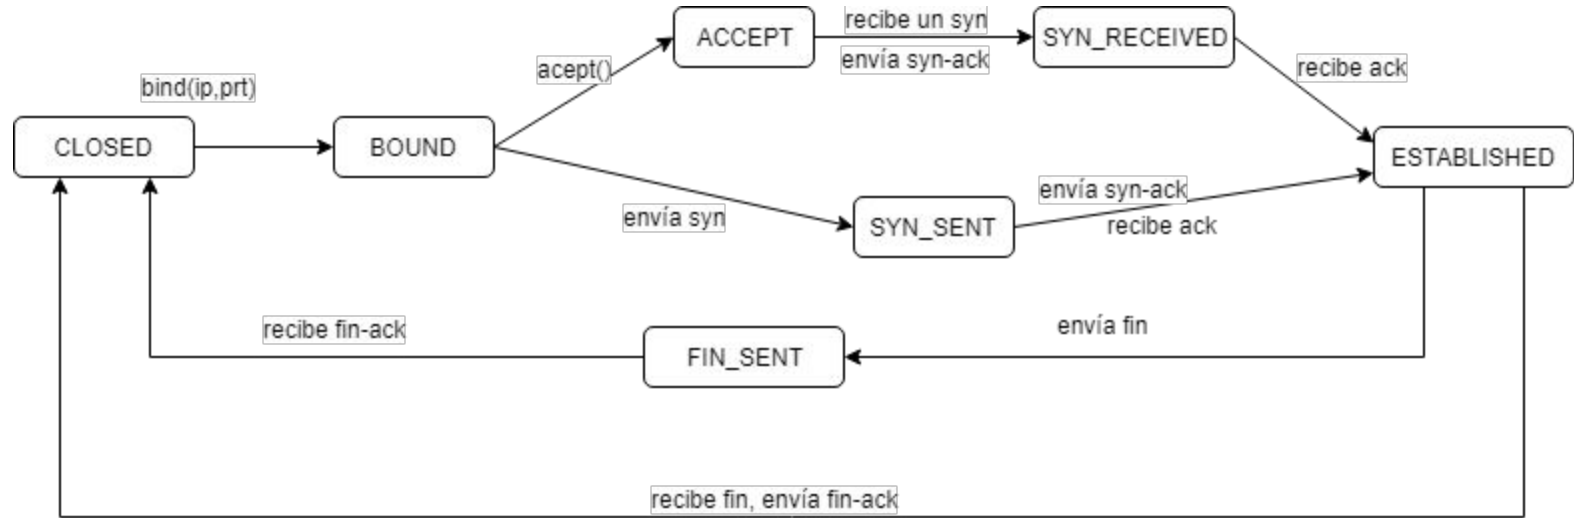 recibe un syn
ACCEPT
SYN_RECEIVED
envía syn-ack
acept()
recibe ack
bind(ip,prt)
CLOSED
BOUND
ESTABLISHED
envía syn-ack
envía syn
SYN_SENT
recibe ack
recibe fin-ack
envía fin
FIN_SENT
recibe fin, envía fin-ack